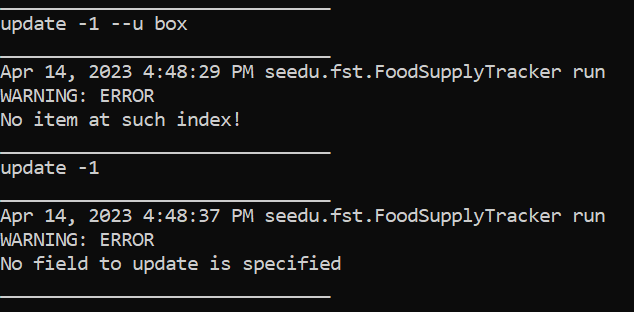 update -1 --u box
Apr 14, 2023 4:48:29 PM seedu.fst.FoodSupplyTracker run
WARNING: ERROR
No item at such index!
update -1
Apr 14, 2023 4:48:37 PM seedu.fst.FoodSupplyTracker run
WARNING: ERROR
No field to update is specified